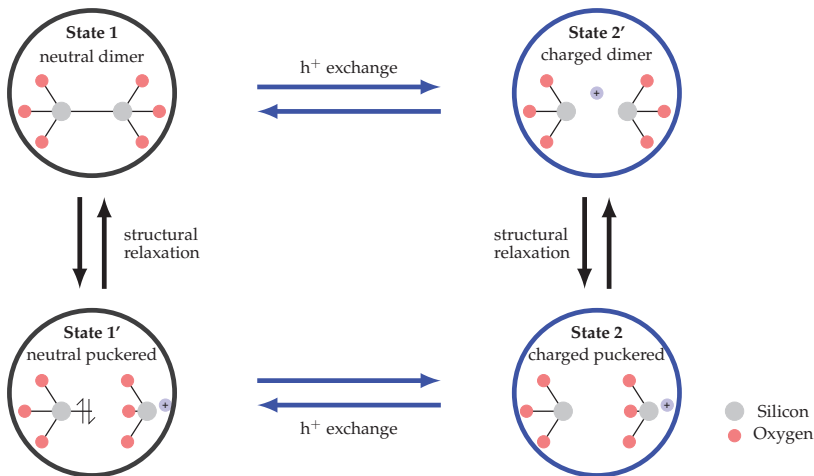 State 1
neutral dimer
h+ exchange
State 2'
charged dimer
+
structural
relaxation
structural
relaxation
State 1'
neutral puckered
+
h+ exchange
State 2
charged puckered
+
Silicon
Oxygen